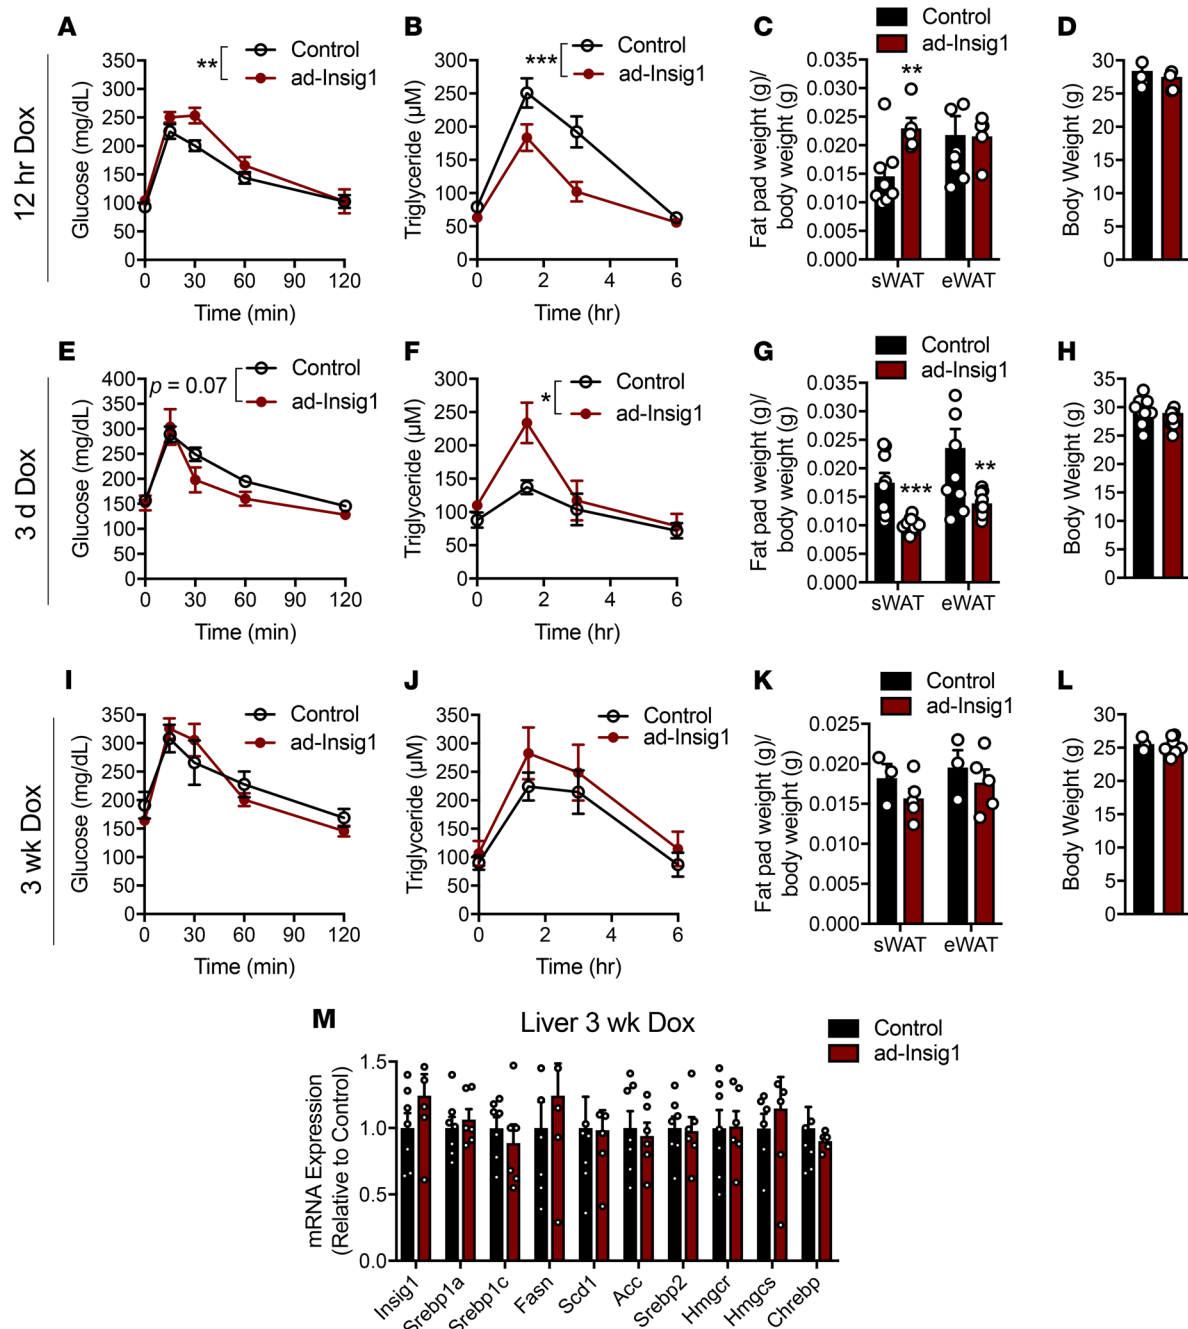 A
Control
ad-Insig1
**
350
300
250
200
150
100
50
0
Glucose (mg/dL)
0 30 60 90 120
Time (min)
B
Control
ad-Insig1
***
300
250
200
150
100
50
0
Triglyceride (µM)
0 2 4 6
Time (hr)
C
Control
ad-Insig1
**
0.035
0.030
0.025
0.020
0.015
0.010
0.005
0.000
Fat pad weight (g)/
body weight (g)
sWAT eWAT
D
30
25
20
15
10
5
0
Body Weight (g)
12 hr Dox
E
Control
ad-Insig1
p = 0.07
400
350
300
250
200
150
100
50
0
Glucose (mg/dL)
0 30 60 90 120
Time (min)
F
Control
ad-Insig1
*
300
250
200
150
100
50
0
Triglyceride (µM)
0 2 4 6
Time (hr)
G
Control
ad-Insig1
***
**
0.035
0.030
0.025
0.020
0.015
0.010
0.005
0.000
Fat pad weight (g)/
body weight (g)
sWAT eWAT
H
35
30
25
20
15
10
5
0
Body Weight (g)
3 d Dox
I
Control
ad-Insig1
350
300
250
200
150
100
50
0
Glucose (mg/dL)
0 30 60 90 120
Time (min)
J
Control
ad-Insig1
350
300
250
200
150
100
50
0
Triglyceride (µM)
0 2 4 6
Time (hr)
K
Control
ad-Insig1
0.025
0.020
0.015
0.010
0.005
0.000
Fat pad weight (g)/
body weight (g)
sWAT eWAT
L
30
25
20
15
10
5
0
Body Weight (g)
3 wk Dox
M
Liver 3 wk Dox
Control
ad-Insig1
1.5
1.0
0.5
0.0
mRNA Expression
(Relative to Control)
Insig1
Srebp1a
Srebp1c
Fasn
Scd1
Acc
Srebp2
Hmgcr
Hmgcs
Chrebp